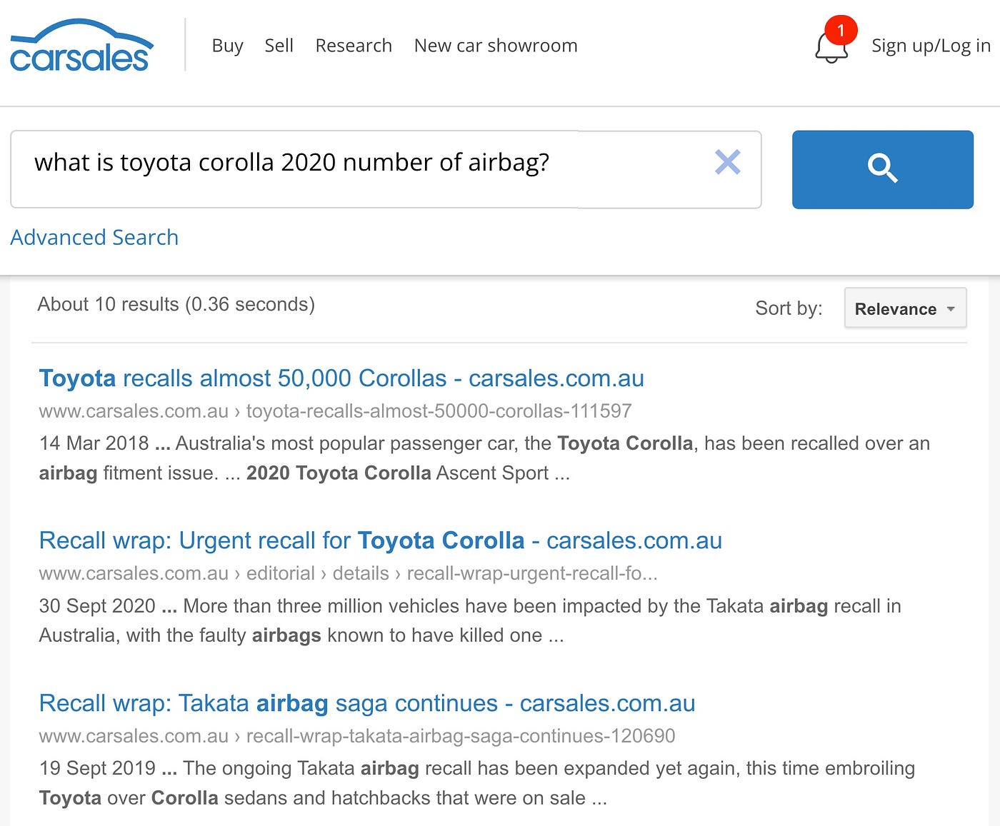 carsales
Buy Sell Research New car showroom
1
Sign up/Log in
what is toyota corolla 2020 number of airbag?
Advanced Search
About 10 results (0.36 seconds)
Sort by: Relevance
Toyota recalls almost 50,000 Corollas - carsales.com.au
www.carsales.com.au › toyota-recalls-almost-50000-corollas-111597
14 Mar 2018 ... Australia's most popular passenger car, the Toyota Corolla, has been recalled over an
airbag fitment issue. ... 2020 Toyota Corolla Ascent Sport ...
Recall wrap: Urgent recall for Toyota Corolla - carsales.com.au
www.carsales.com.au › editorial › details › recall-wrap-urgent-recall-fo...
30 Sept 2020 ... More than three million vehicles have been impacted by the Takata airbag recall in
Australia, with the faulty airbags known to have killed one ...
Recall wrap: Takata airbag saga continues - carsales.com.au
www.carsales.com.au › recall-wrap-takata-airbag-saga-continues-120690
19 Sept 2019 ... The ongoing Takata airbag recall has been expanded yet again, this time embroiling
Toyota over Corolla sedans and hatchbacks that were on sale ...